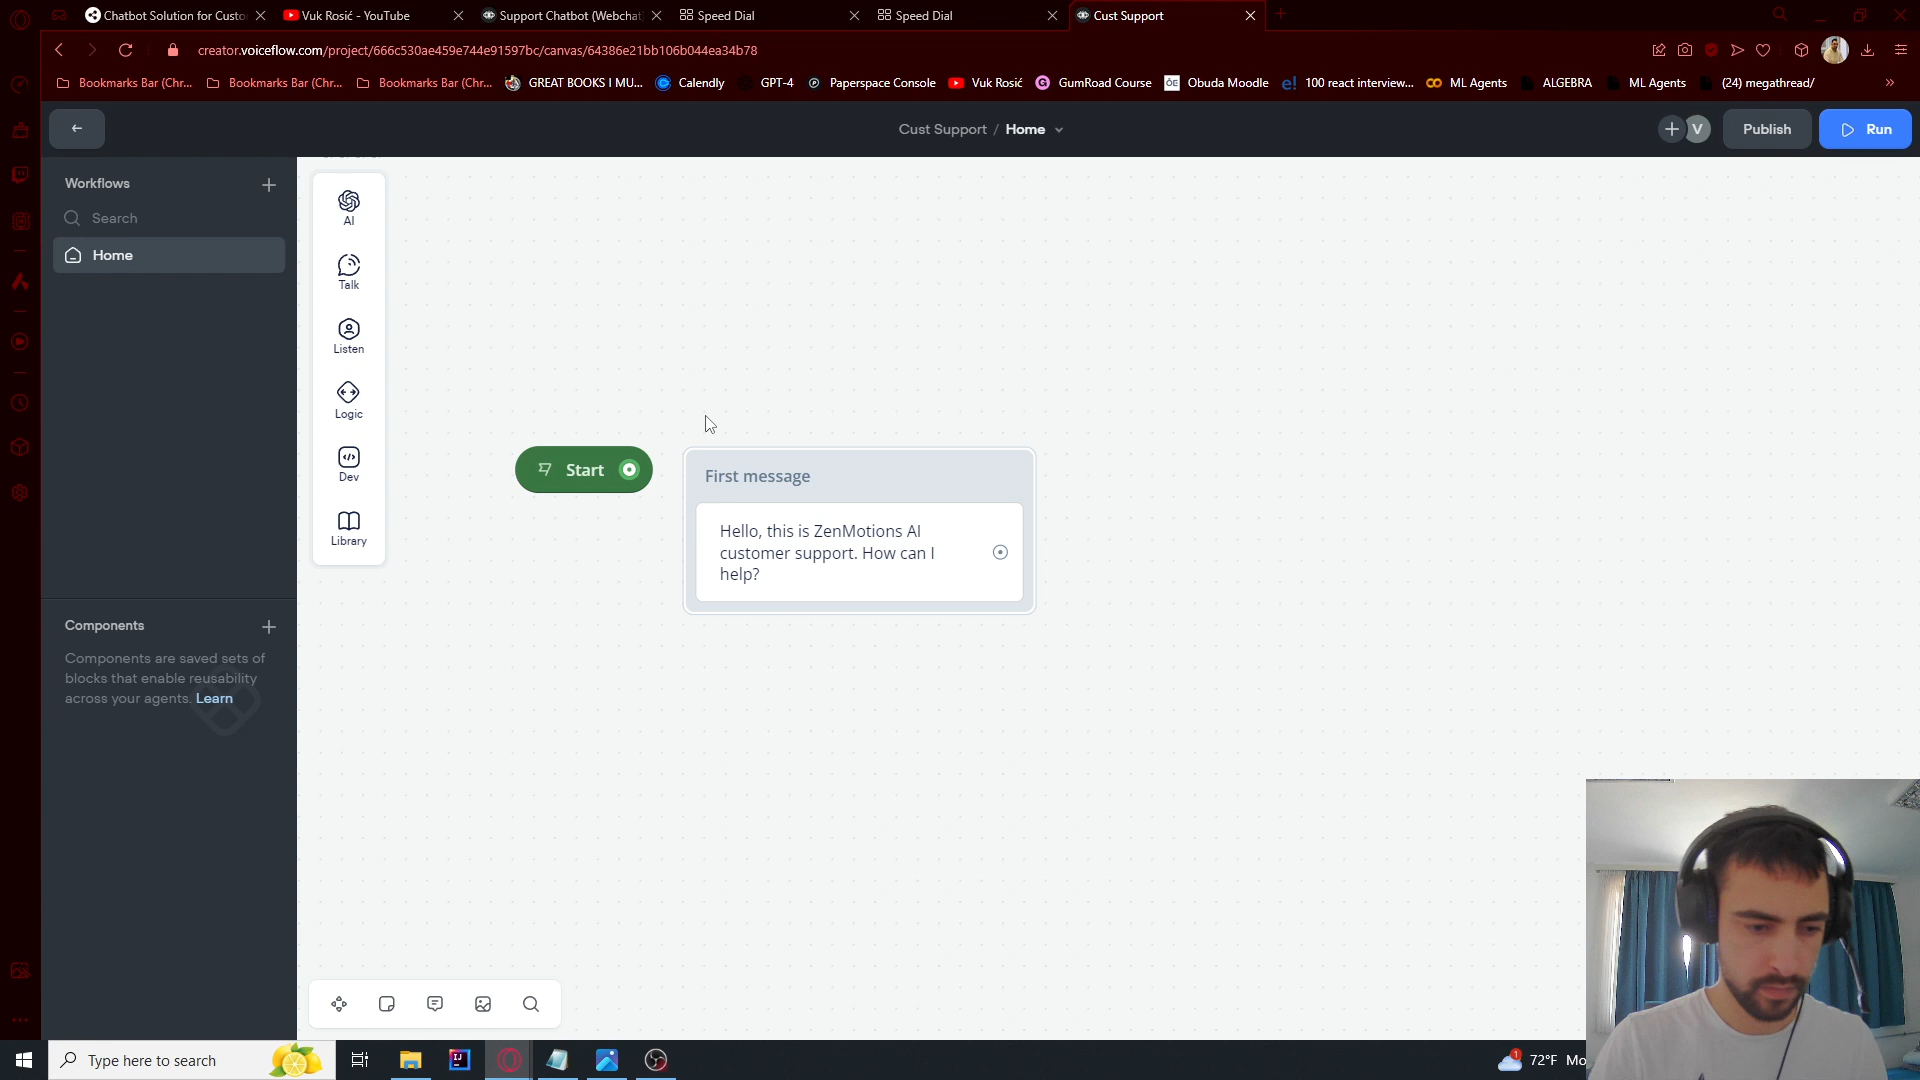 Chatbot Solution for Custo
Vuk Rosić - YouTube
Support Chatbot (Webchat
Speed Dial
Speed Dial
Cust Support
creator.voiceflow.com/project/666c530ae459e744e91597bc/canvas/64386e21bb106b044ea34b78
Bookmarks Bar (Chr...
Bookmarks Bar (Chr...
Bookmarks Bar (Chr...
GREAT BOOKS I MU...
Calendly
GPT-4
Paperspace Console
Vuk Rosić
GumRoad Course
Obuda Moodle
100 react interview...
ML Agents
ALGEBRA
ML Agents
(24) megathread/
Cust Support / Home
V
Publish
Run
Workflows
Search
Home
AI
Talk
Listen
Logic
Dev
Library
Start
First message
Hello, this is ZenMotions AI
customer support. How can I
help?
Components
Components are saved sets of
blocks that enable reusability
across your agents. Learn
Type here to search
1
72°F Mo